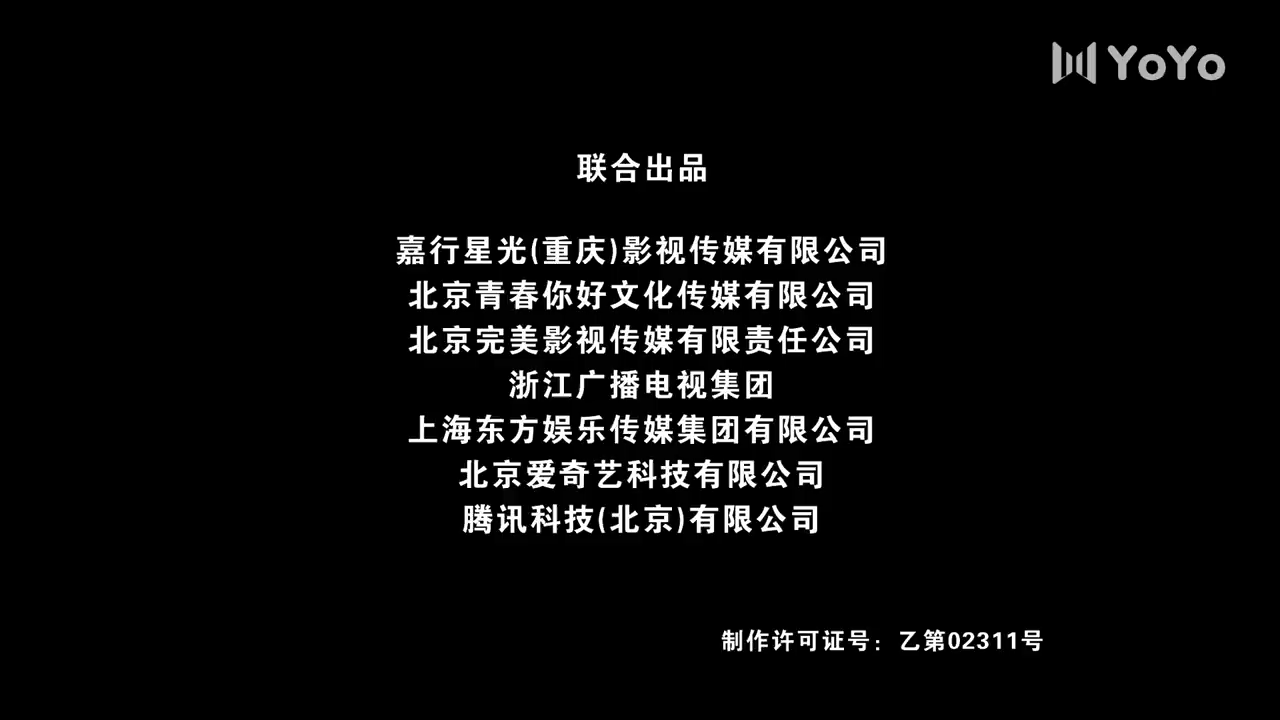 YoYo
联合出品
嘉行星光(重庆)影视传媒有限公司
北京青春你好文化传媒有限公司
北京完美影视传媒有限责任公司
浙江广播电视集团
上海东方娱乐传媒集团有限公司
北京爱奇艺科技有限公司
腾讯科技(北京)有限公司
制作许可证号：乙第02311号